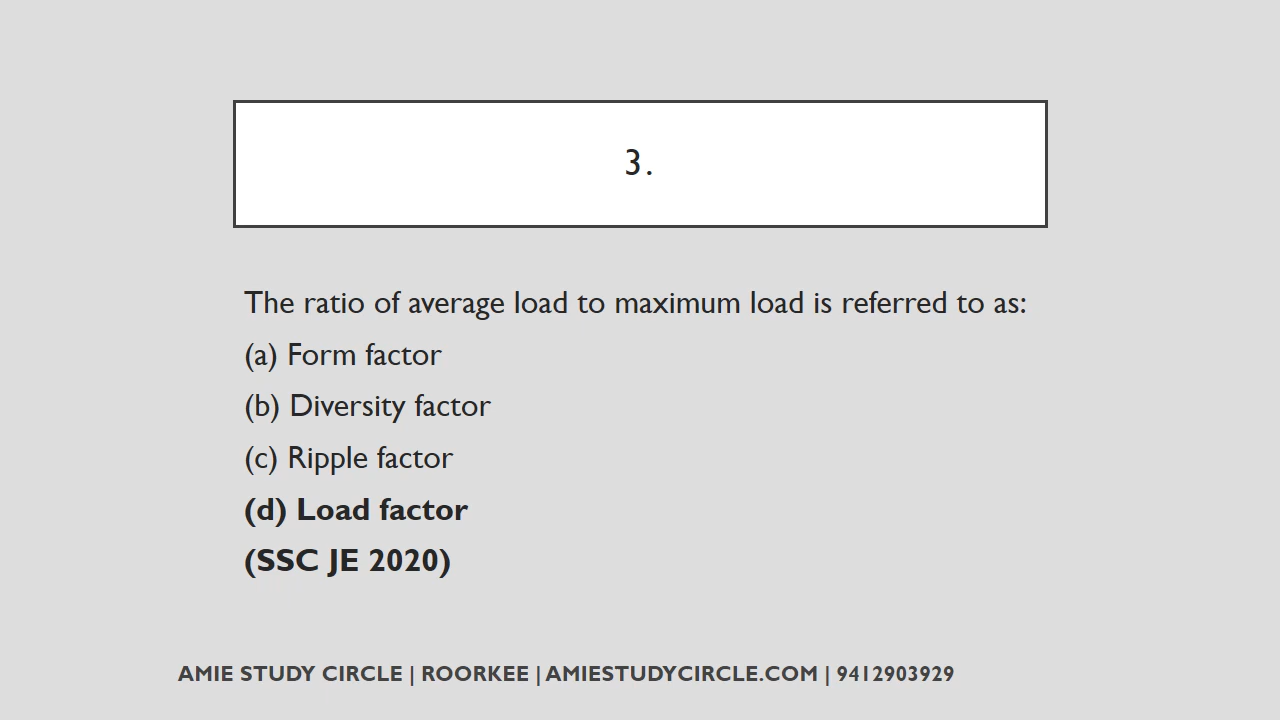 3.
The ratio of average load to maximum load is referred to as:
(a) Form factor
(b) Diversity factor
(c) Ripple factor
(d) Load factor
(SSC JE 2020)
AMIE STUDY CIRCLE | ROORKEE | AMIESTUDYCIRCLE.COM | 9412903929